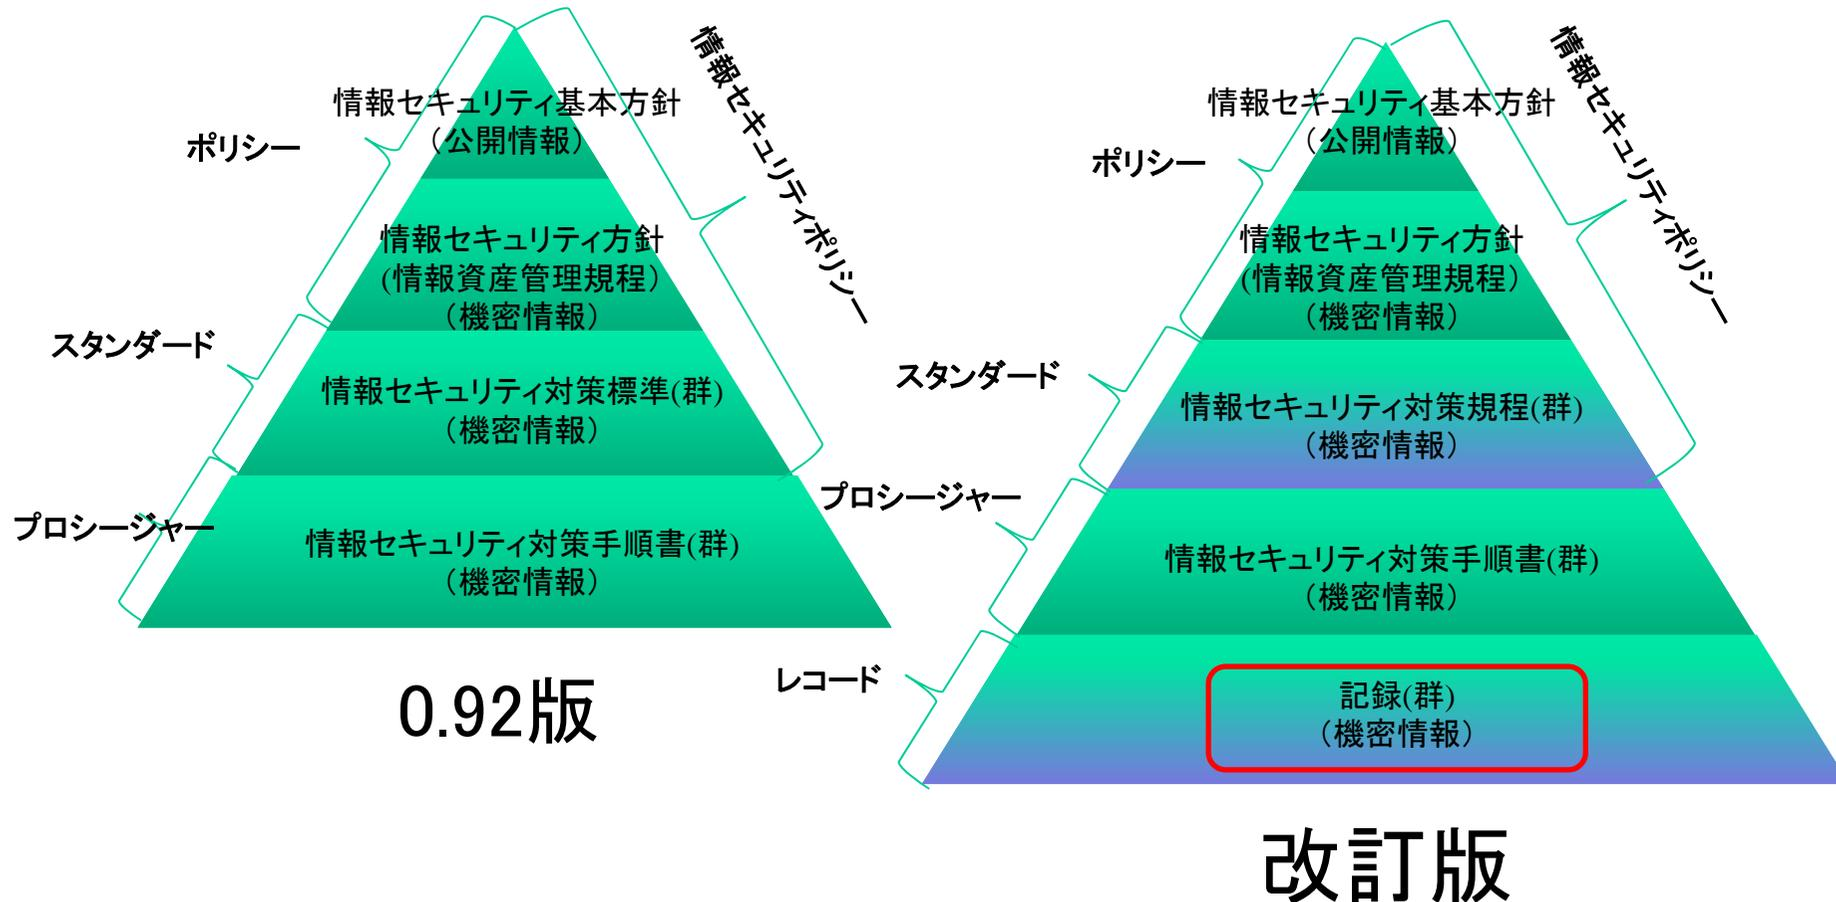 情報セキュリティポリシー
情報セキュリティ基本方針
（公開情報）
ポリシー
情報セキュリティ方針
(情報資産管理規程）
（機密情報）
スタンダード
情報セキュリティ対策標準(群)
（機密情報）
プロシージャー
情報セキュリティ対策手順書(群)
（機密情報）
0.92版
情報セキュリティポリシー
情報セキュリティ基本方針
（公開情報）
ポリシー
情報セキュリティ方針
(情報資産管理規程）
（機密情報）
スタンダード
情報セキュリティ対策規程(群)
（機密情報）
プロシージャー
情報セキュリティ対策手順書(群)
（機密情報）
レコード
記録(群)
（機密情報）
改訂版